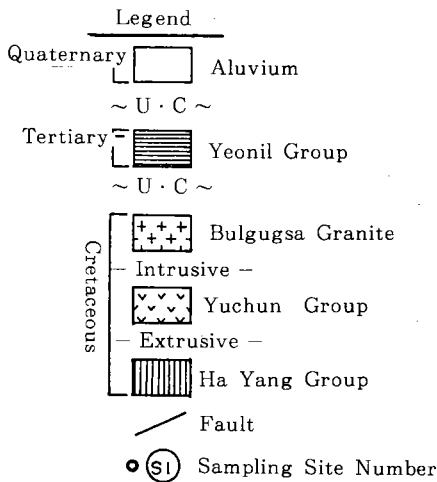 Legend
Quaternary
Aluvium
~ U · C ~
Tertiary
Yeonil Group
~ U · C ~
Cretaceous
Bulgugsa Granite
— Intrusive —
Yuchun Group
— Extrusive —
Ha Yang Group
Fault
S1 Sampling Site Number